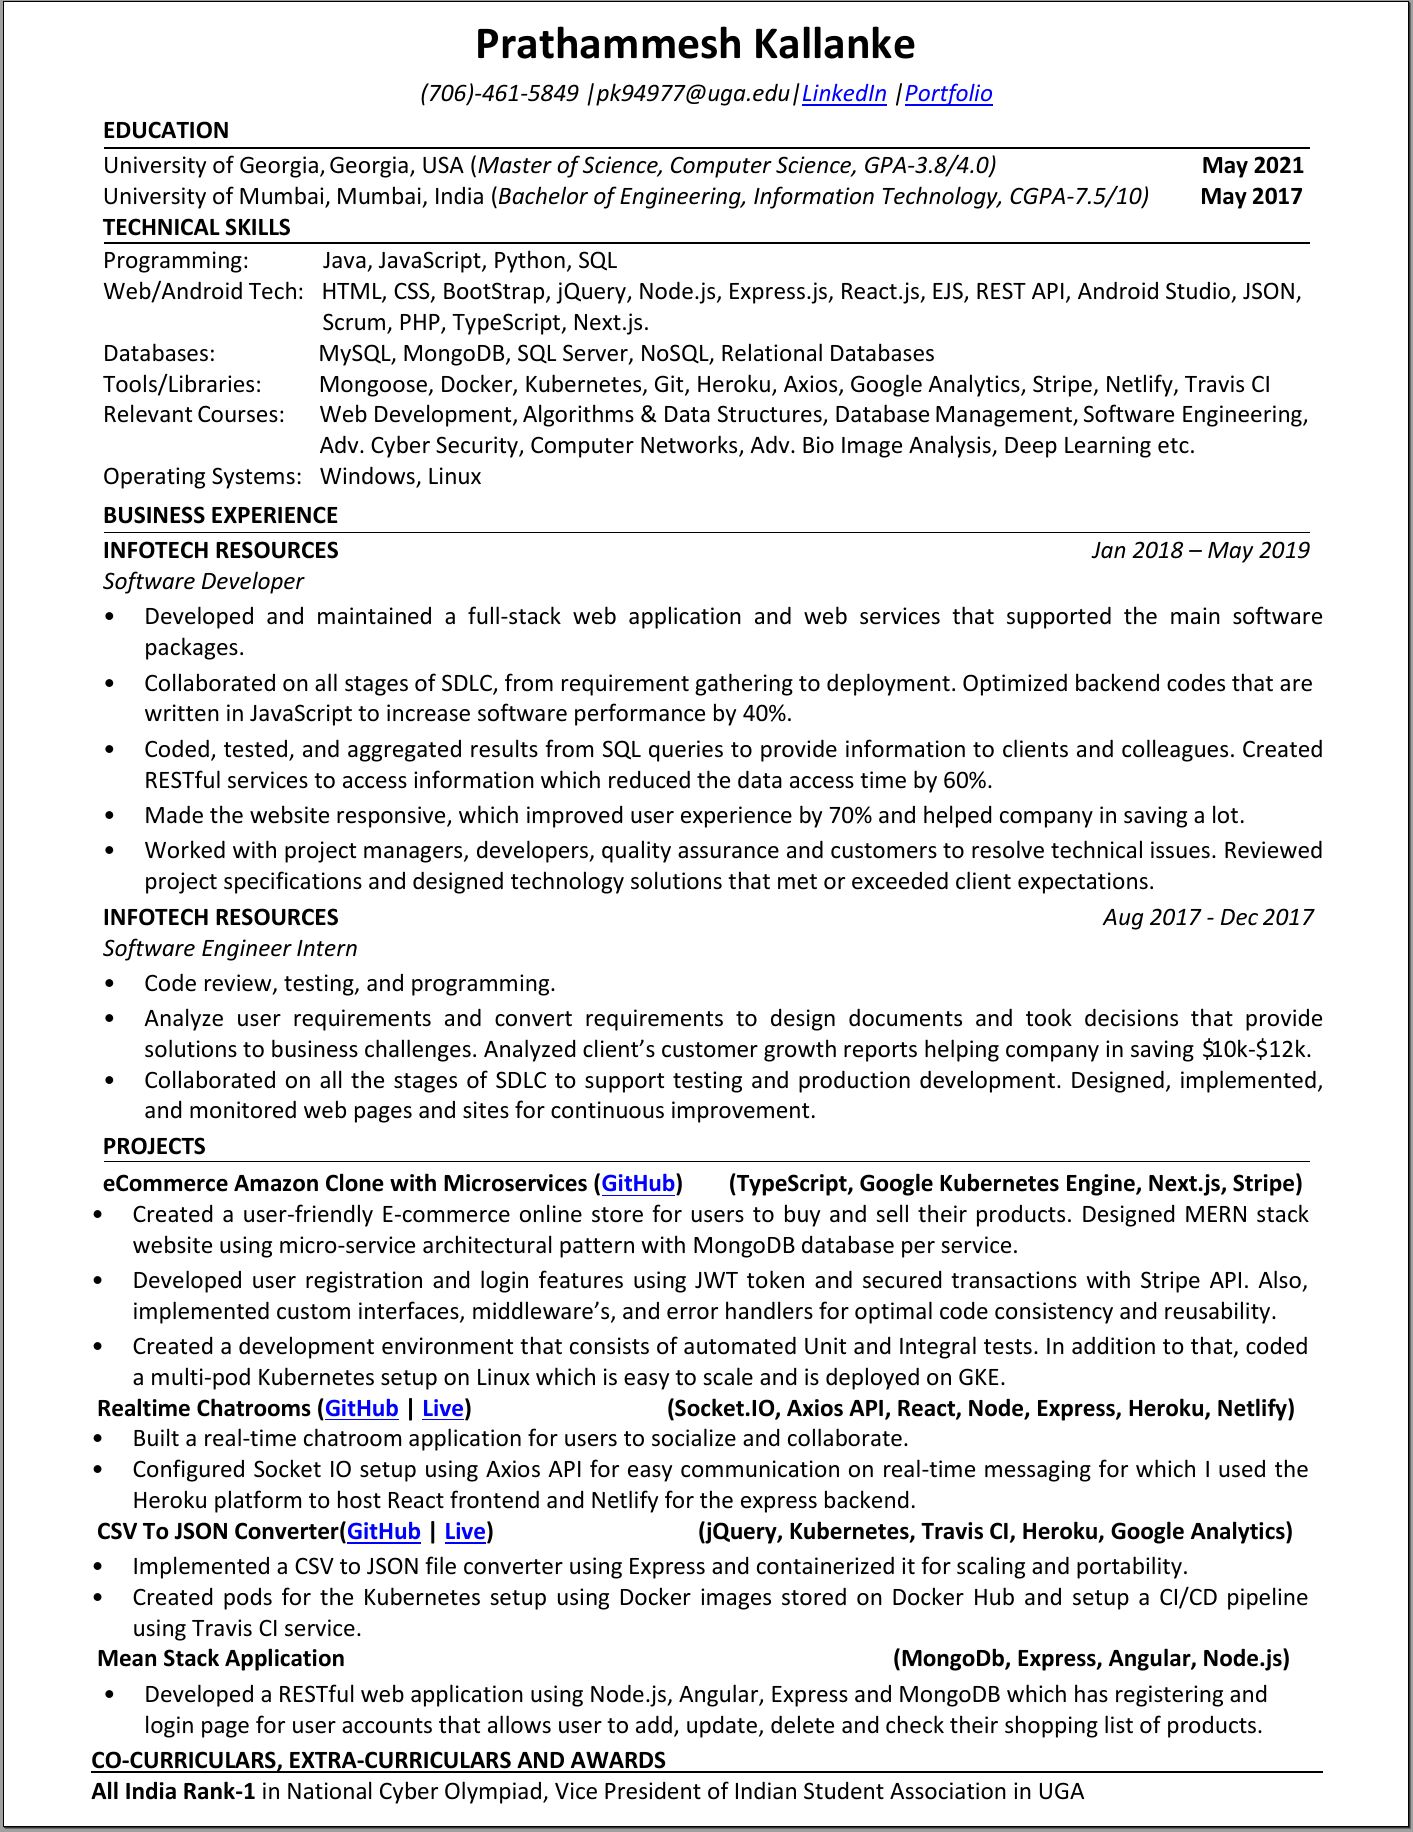 Prathammesh Kallanke
(706)-461-5849 |pk94977@uga.edu|LinkedIn |Portfolio
EDUCATION
University of Georgia, Georgia, USA (Master of Science, Computer Science, GPA-3.8/4.0) May 2021
University of Mumbai, Mumbai, India (Bachelor of Engineering, Information Technology, CGPA-7.5/10) May 2017
TECHNICAL SKILLS
Programming: Java, JavaScript, Python, SQL
Web/Android Tech: HTML, CSS, BootStrap, jQuery, Node.js, Express.js, React.js, EJS, REST API, Android Studio, JSON,
Scrum, PHP, TypeScript, Next.js.
Databases: MySQL, MongoDB, SQL Server, NoSQL, Relational Databases
Tools/Libraries: Mongoose, Docker, Kubernetes, Git, Heroku, Axios, Google Analytics, Stripe, Netlify, Travis CI
Relevant Courses: Web Development, Algorithms & Data Structures, Database Management, Software Engineering,
Adv. Cyber Security, Computer Networks, Adv. Bio Image Analysis, Deep Learning etc.
Operating Systems: Windows, Linux
BUSINESS EXPERIENCE
INFOTECH RESOURCES Jan 2018 – May 2019
Software Developer
• Developed and maintained a full-stack web application and web services that supported the main software
packages.
• Collaborated on all stages of SDLC, from requirement gathering to deployment. Optimized backend codes that are
written in JavaScript to increase software performance by 40%.
• Coded, tested, and aggregated results from SQL queries to provide information to clients and colleagues. Created
RESTful services to access information which reduced the data access time by 60%.
• Made the website responsive, which improved user experience by 70% and helped company in saving a lot.
• Worked with project managers, developers, quality assurance and customers to resolve technical issues. Reviewed
project specifications and designed technology solutions that met or exceeded client expectations.
INFOTECH RESOURCES Aug 2017 - Dec 2017
Software Engineer Intern
• Code review, testing, and programming.
• Analyze user requirements and convert requirements to design documents and took decisions that provide
solutions to business challenges. Analyzed client’s customer growth reports helping company in saving $10k-$12k.
• Collaborated on all the stages of SDLC to support testing and production development. Designed, implemented,
and monitored web pages and sites for continuous improvement.
PROJECTS
eCommerce Amazon Clone with Microservices (GitHub) (TypeScript, Google Kubernetes Engine, Next.js, Stripe)
• Created a user-friendly E-commerce online store for users to buy and sell their products. Designed MERN stack
website using micro-service architectural pattern with MongoDB database per service.
• Developed user registration and login features using JWT token and secured transactions with Stripe API. Also,
implemented custom interfaces, middleware’s, and error handlers for optimal code consistency and reusability.
• Created a development environment that consists of automated Unit and Integral tests. In addition to that, coded
a multi-pod Kubernetes setup on Linux which is easy to scale and is deployed on GKE.
Realtime Chatrooms (GitHub | Live) (Socket.IO, Axios API, React, Node, Express, Heroku, Netlify)
• Built a real-time chatroom application for users to socialize and collaborate.
• Configured Socket IO setup using Axios API for easy communication on real-time messaging for which I used the
Heroku platform to host React frontend and Netlify for the express backend.
CSV To JSON Converter(GitHub | Live) (jQuery, Kubernetes, Travis CI, Heroku, Google Analytics)
• Implemented a CSV to JSON file converter using Express and containerized it for scaling and portability.
• Created pods for the Kubernetes setup using Docker images stored on Docker Hub and setup a CI/CD pipeline
using Travis CI service.
Mean Stack Application (MongoDb, Express, Angular, Node.js)
• Developed a RESTful web application using Node.js, Angular, Express and MongoDB which has registering and
login page for user accounts that allows user to add, update, delete and check their shopping list of products.
CO-CURRICULARS, EXTRA-CURRICULARS AND AWARDS
All India Rank-1 in National Cyber Olympiad, Vice President of Indian Student Association in UGA